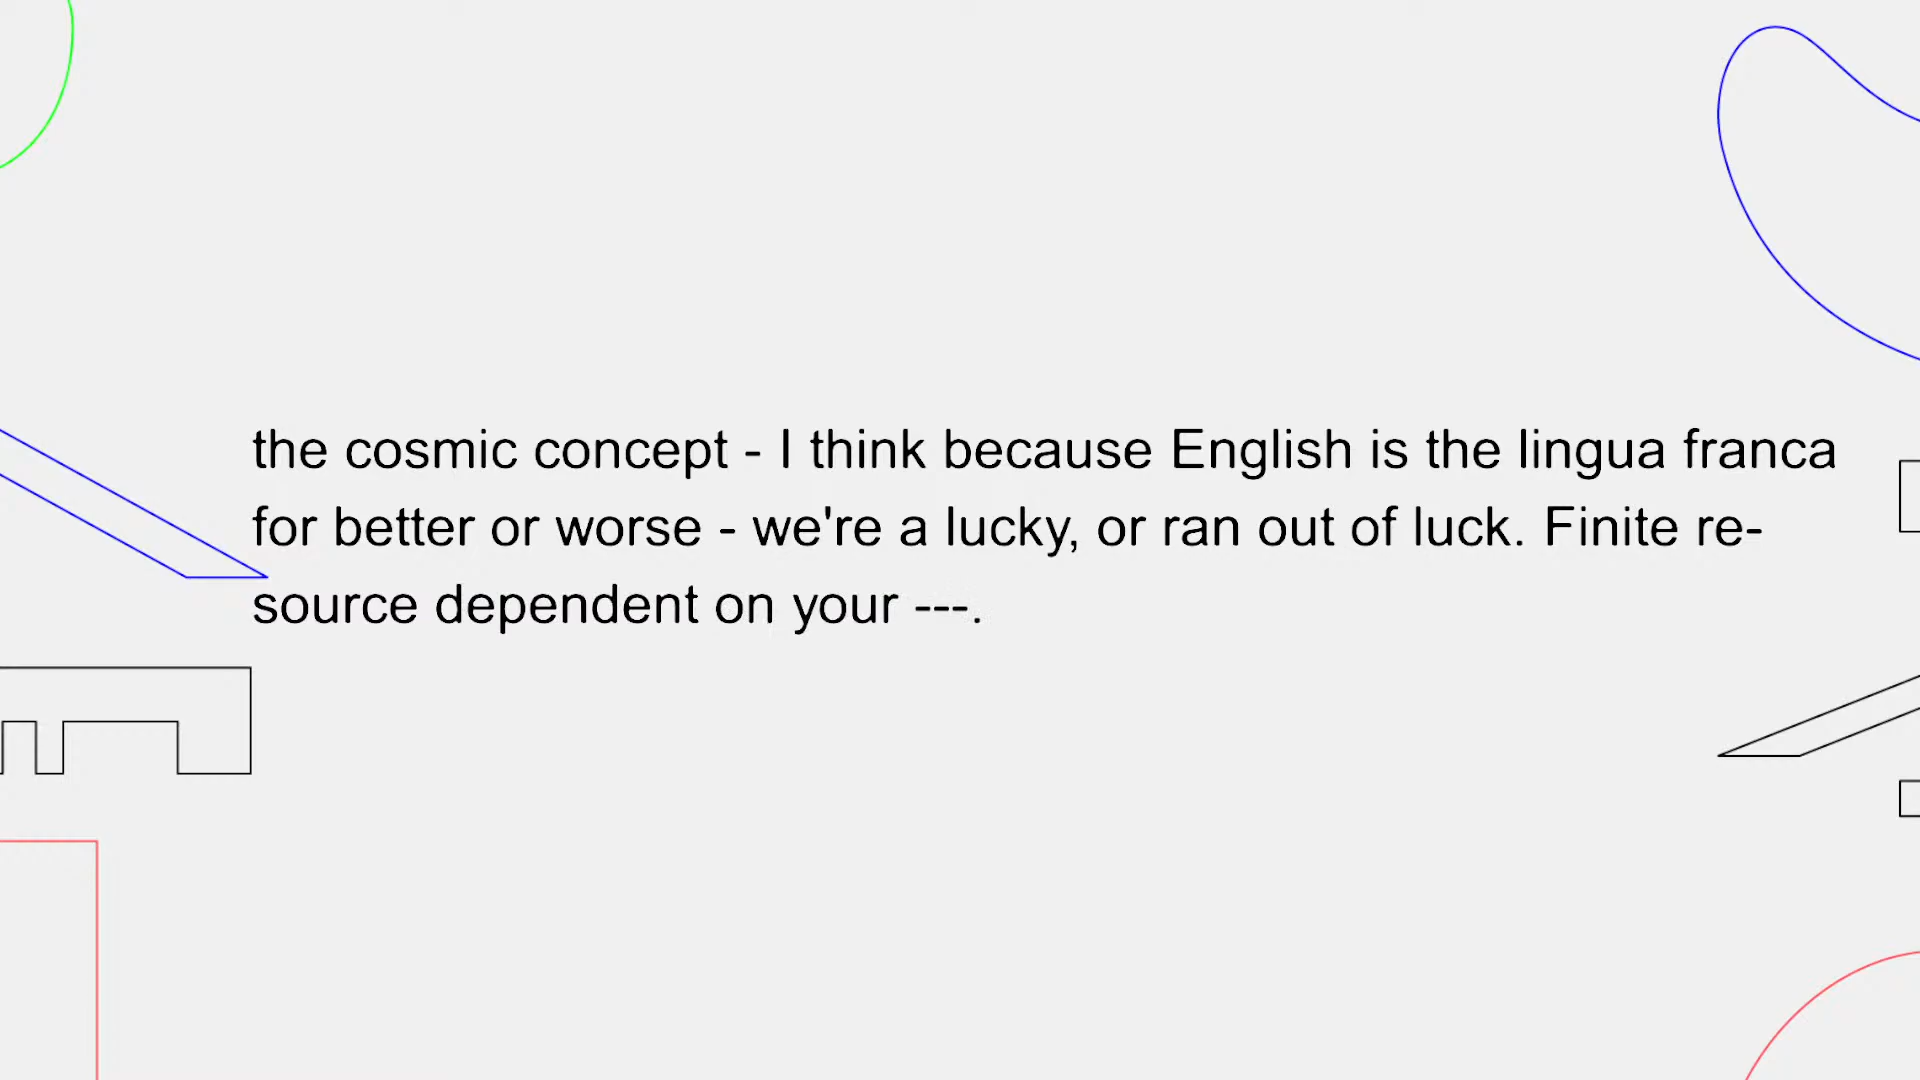 the cosmic concept - I think because English is the lingua franca
for better or worse - we're a lucky, or ran out of luck. Finite re-
source dependent on your ---.